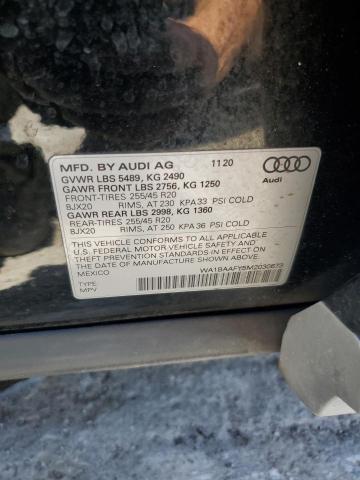 MFD. BY AUDI AG 11 20
GVWR LBS 5489, KG 2490
GAWR FRONT LBS 2756, KG 1250
FRONT-TIRES 255/45 R20
8JX20 RIMS, AT 230 KPA 33 PSI COLD
GAWR REAR LBS 2998, KG 1360
REAR-TIRES 255/45 R20
8JX20 RIMS, AT 250 KPA 36 PSI COLD
THIS VEHICLE CONFORMS TO ALL APPLICABLE
U.S. FEDERAL MOTOR VEHICLE SAFETY AND
THEFT PREVENTION STANDARDS IN EFFECT ON
THE DATE OF MANUFACTURE SHOWN ABOVE.
MEXICO
TYPE
MPV
Audi